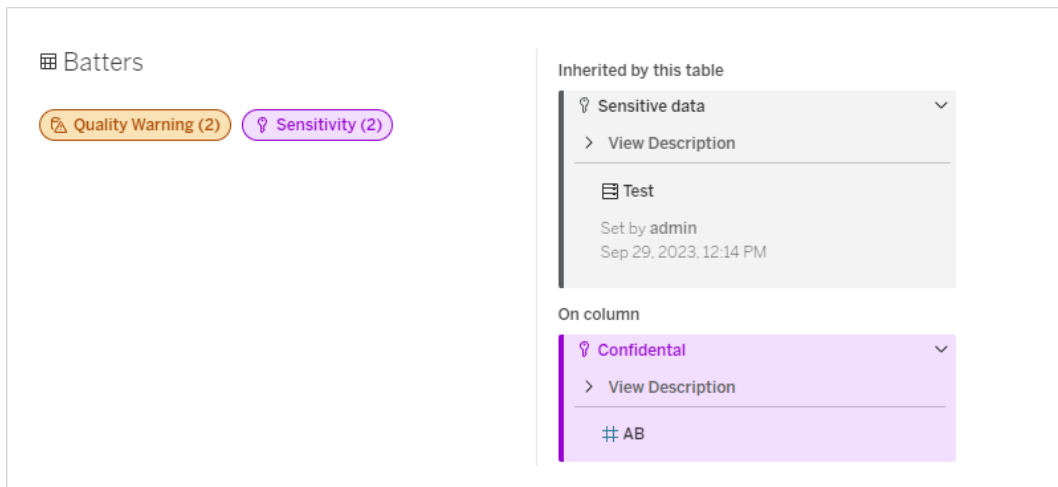 Batters
Quality Warning (2)
Sensitivity (2)
Inherited by this table
Sensitive data
View Description
Test
Set by admin
Sep 29, 2023, 12:14 PM
On column
Confidental
View Description
AB